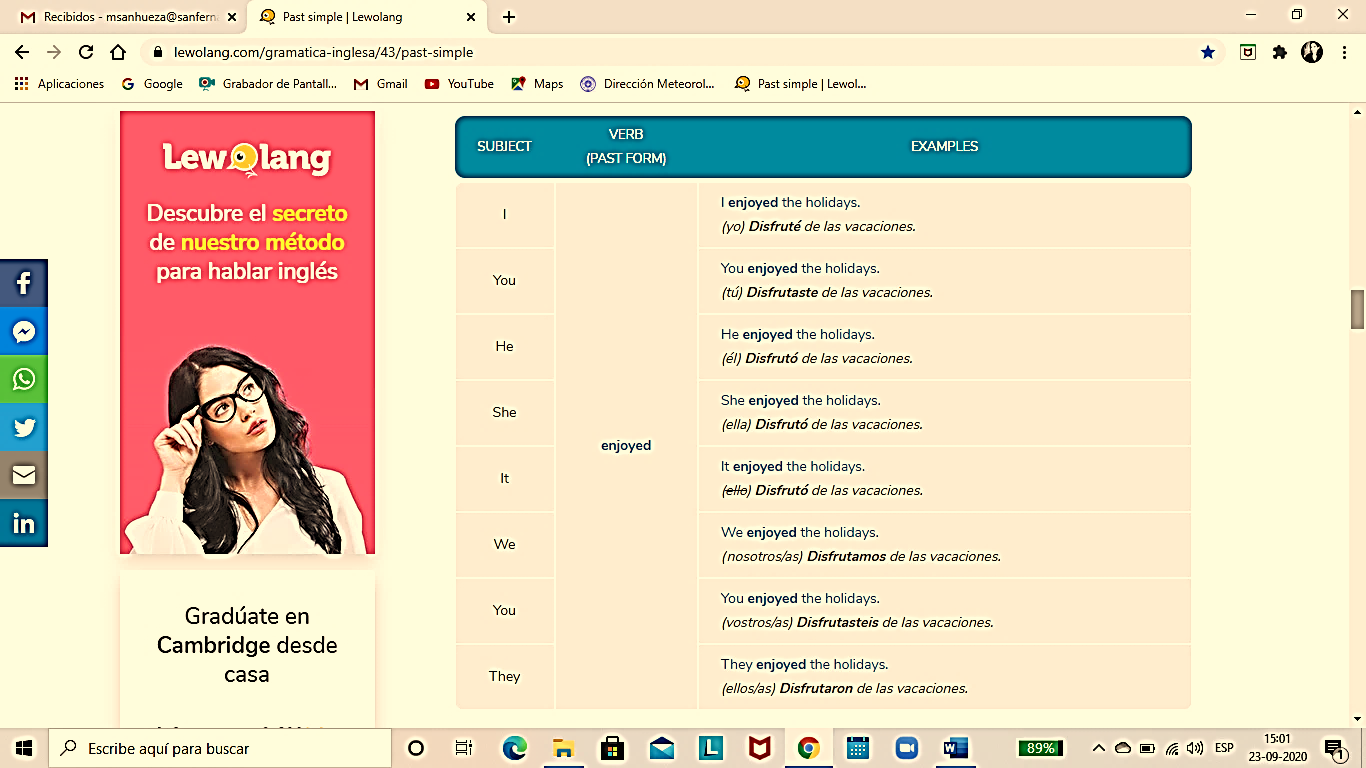 Recibidos - msanhueza@sanfern
Past simple | Lewolang
lewolang.com/gramatica-inglesa/43/past-simple
Aplicaciones
Google
Grabador de Pantall...
Gmail
YouTube
Maps
Dirección Meteorol...
Past simple | Lewol...
Lewolang
Descubre el secreto
de nuestro método
para hablar inglés
Gradúate en
Cambridge desde
casa
SUBJECT
VERB
(PAST FORM)
EXAMPLES
I
enjoyed
I enjoyed the holidays.
(yo) Disfruté de las vacaciones.
You
You enjoyed the holidays.
(tú) Disfrutaste de las vacaciones.
He
He enjoyed the holidays.
(él) Disfrutó de las vacaciones.
She
She enjoyed the holidays.
(ella) Disfrutó de las vacaciones.
It
It enjoyed the holidays.
(ello) Disfrutó de las vacaciones.
We
We enjoyed the holidays.
(nosotros/as) Disfrutamos de las vacaciones.
You
You enjoyed the holidays.
(vostros/as) Disfrutasteis de las vacaciones.
They
They enjoyed the holidays.
(ellos/as) Disfrutaron de las vacaciones.
Escribe aquí para buscar
89%
ESP
15:01
23-09-2020
1